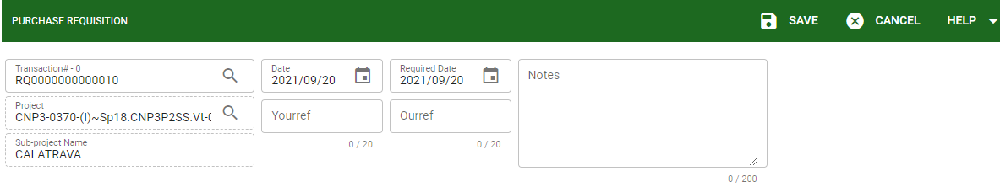 PURCHASE REQUISITION
SAVE
CANCEL
HELP
Transaction# - 0
RQ0000000000010
Date
2021/09/20
Required Date
2021/09/20
Notes
Project
CNP3-0370-(I)~Sp18.CNP3P2SS.Vt-0
Yourref
Ourref
0 / 20
0 / 20
Sub-project Name
CALATRAVA
0 / 200